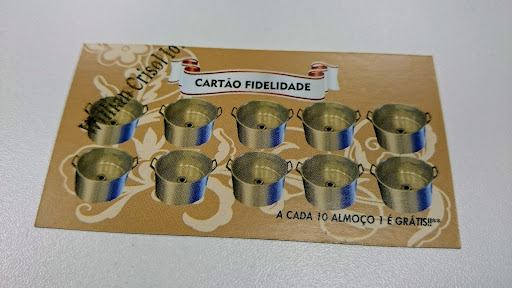 CARTÃO FIDELIDADE
A CADA 10 ALMOÇO 1 É GRÁTIS!!